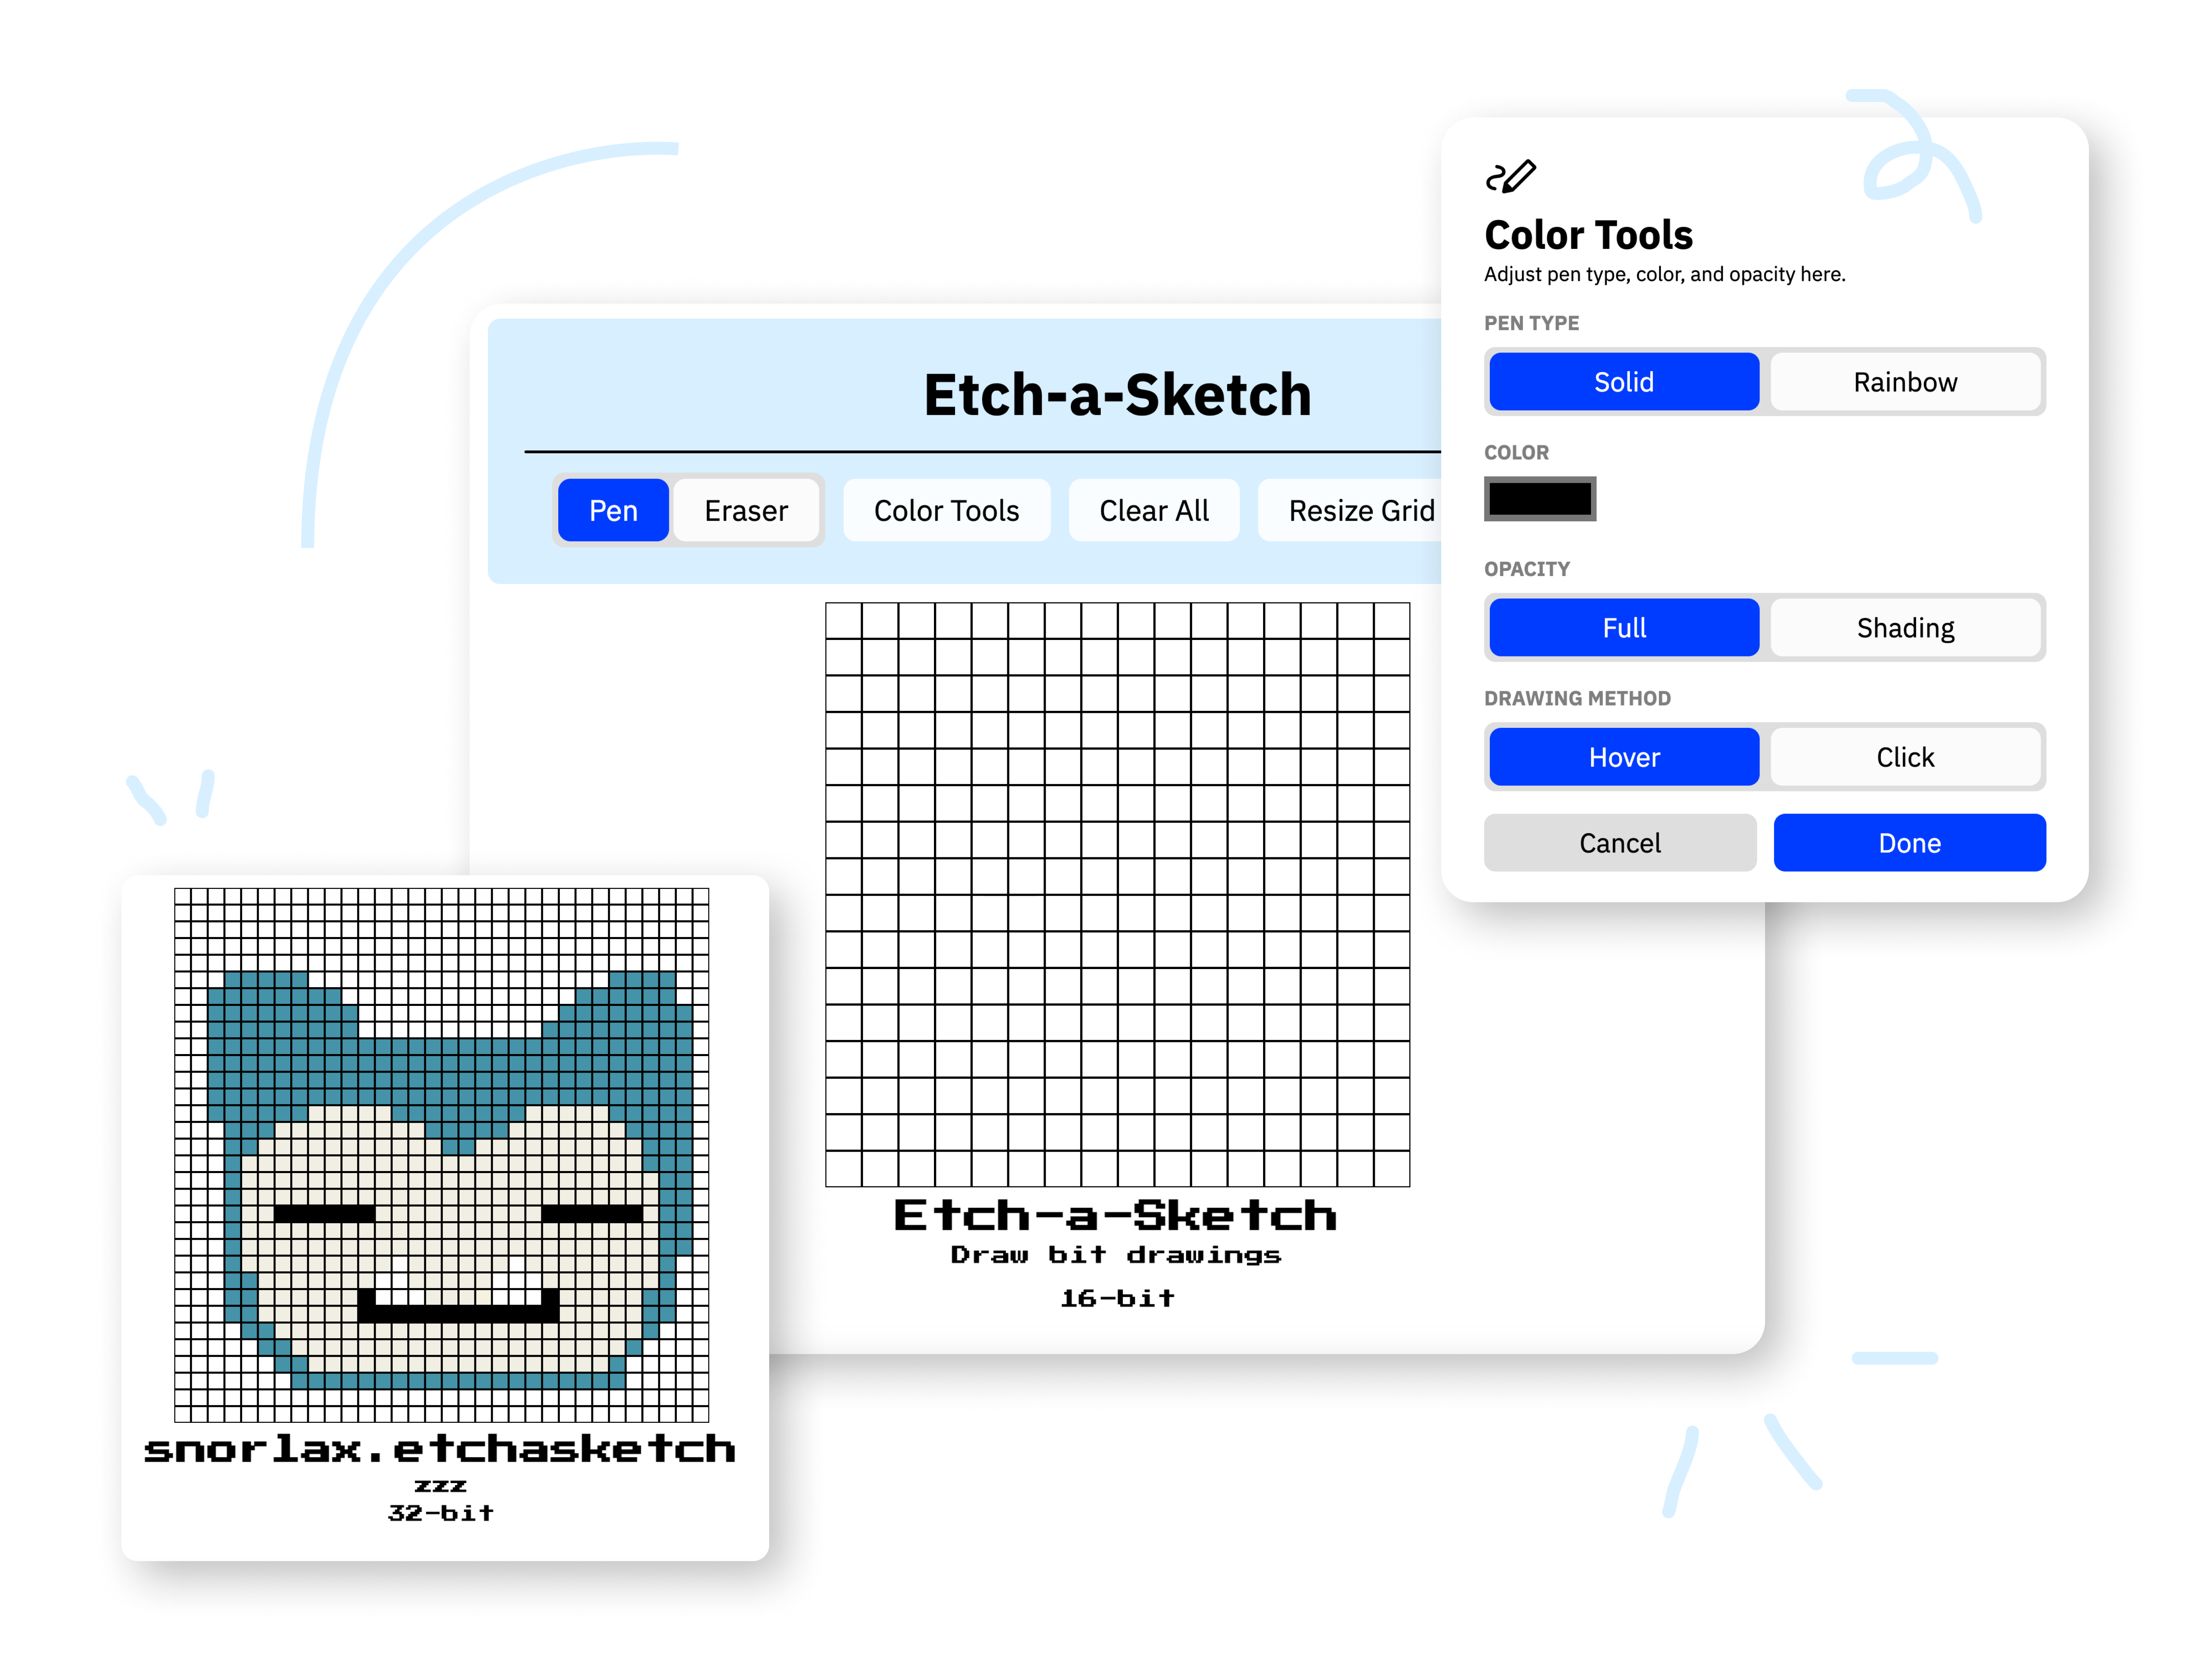 Etch-a-Sketch
Pen Eraser Color Tools Clear All Resize Grid
Etch-a-Sketch
Draw bit drawings
16-bit
Color Tools
Adjust pen type, color, and opacity here.
PEN TYPE
Solid Rainbow
COLOR
OPACITY
Full Shading
DRAWING METHOD
Hover Click
Cancel Done
snorlax.etchasketch
zzz
32-bit